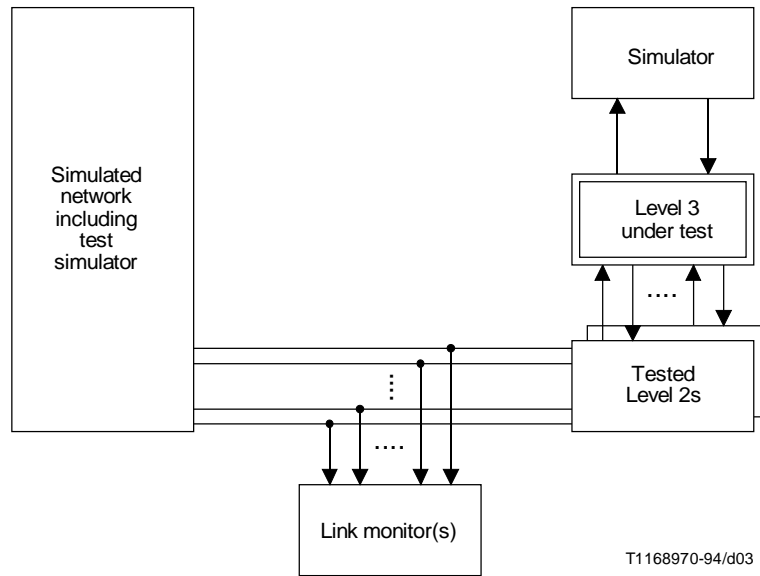 Simulator
Simulated
network
including
test
simulator
Level 3
under test
....
Tested
Level 2s
....
....
Link monitor(s)
T1168970-94/d03